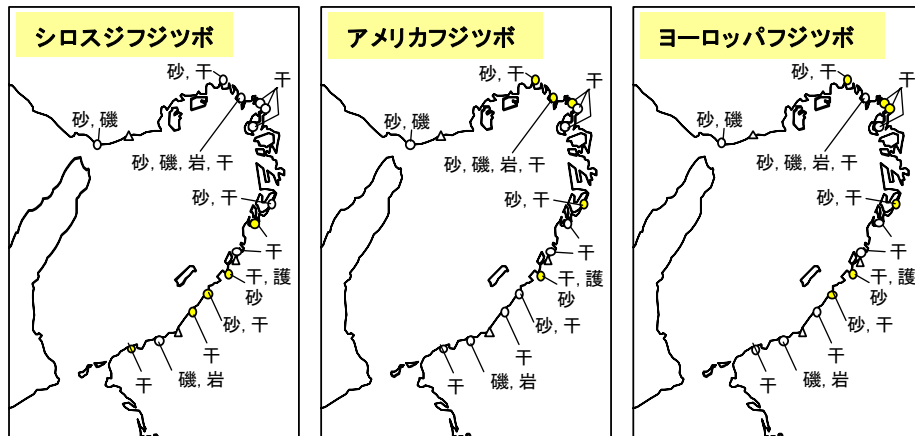 シロスジフジツボ
砂, 干
干
砂, 磯
砂, 磯, 岩, 干
砂, 干
干
干, 護
砂
砂, 干
干
磯, 岩
干
アメリカフジツボ
砂, 干
干
砂, 磯
砂, 磯, 岩, 干
砂, 干
干
干, 護
砂
砂, 干
干
磯, 岩
干
ヨーロッパフジツボ
砂, 干
干
砂, 磯
砂, 磯, 岩, 干
砂, 干
干
干, 護
砂
砂, 干
干
磯, 岩
干